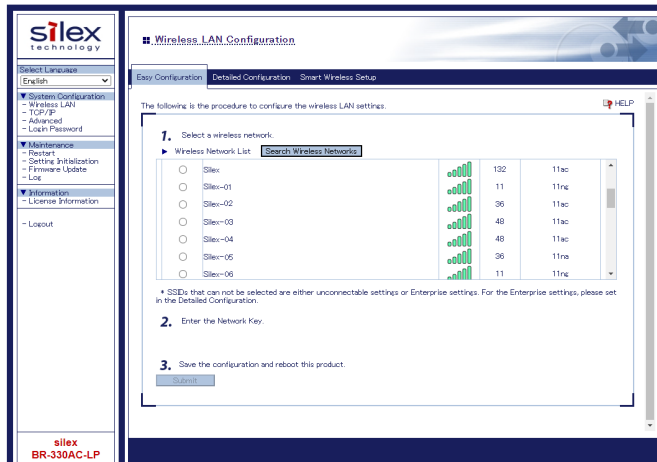 silex
technology
Wireless LAN Configuration
Select Language
English
▼ System Configuration
- Wireless LAN
- TCP/IP
- Advanced
- Login Password
▼ Maintenance
- Restart
- Setting Initialization
- Firmware Update
- Log
▼ Information
- License Information
- Logout
silex
BR-330AC-LP
Easy Configuration Detailed Configuration Smart Wireless Setup
The following is the procedure to configure the wireless LAN settings.
HELP
1. Select a wireless network.
Wireless Network List Search Wireless Networks
Silex 132 11ac
Silex-01 11 11ng
Silex-02 36 11ac
Silex-03 48 11ac
Silex-04 48 11ac
Silex-05 36 11na
Silex-06 11 11ng
* SSIDs that can not be selected are either unconnectable settings or Enterprise settings. For the Enterprise settings, please set
in the Detailed Configuration.
2. Enter the Network Key.
3. Save the configuration and reboot this product.
Submit